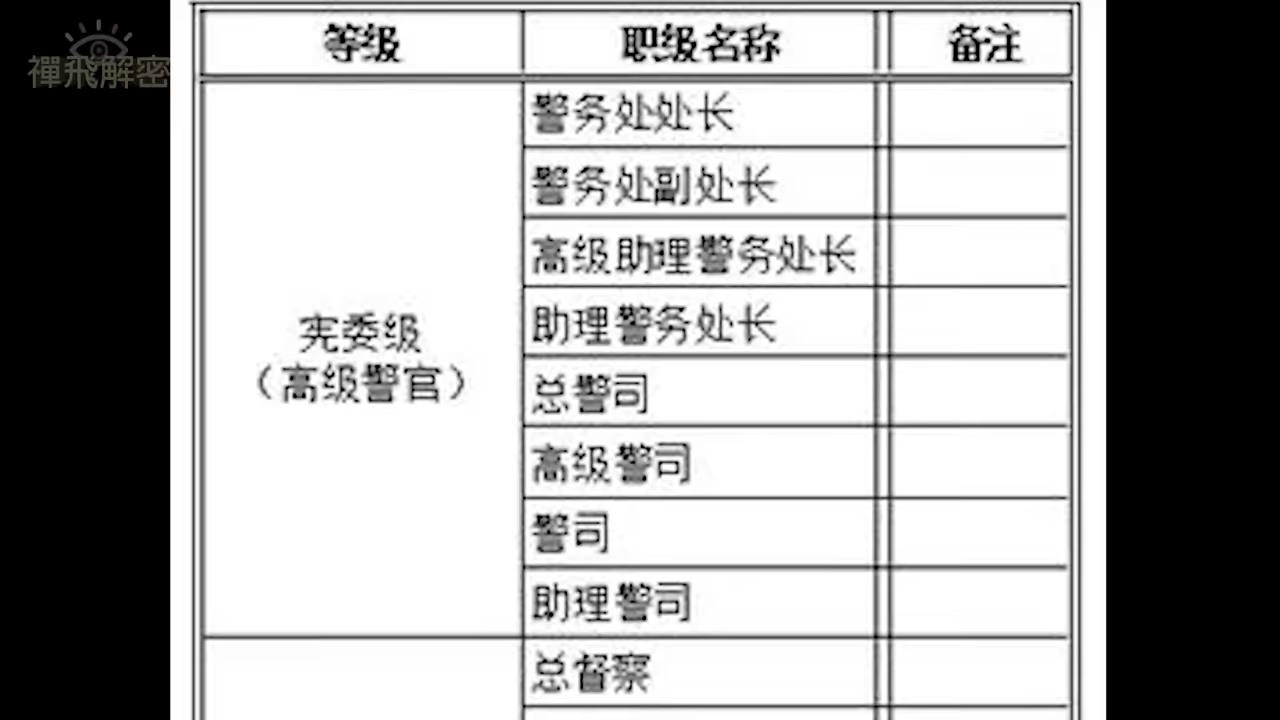 禪飛解密
等级 职级名称 备注
警务处处长
警务处副处长
高级助理警务处长
助理警务处长
宪委级
（高级警官）
总警司
高级警司
警司
助理警司
总督察